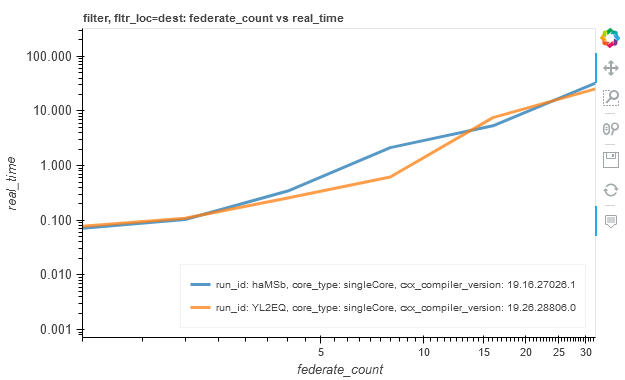 filter, fltr_loc=dest: federate_count vs real_time
100.000
10.000
1.000
0.100
0.010
0.001
real_time
run_id: haMSb, core_type: singleCore, cxx_compiler_version: 19.16.27026.1
run_id: YL2EQ, core_type: singleCore, cxx_compiler_version: 19.26.28806.0
5 10 15 20 25 30
federate_count